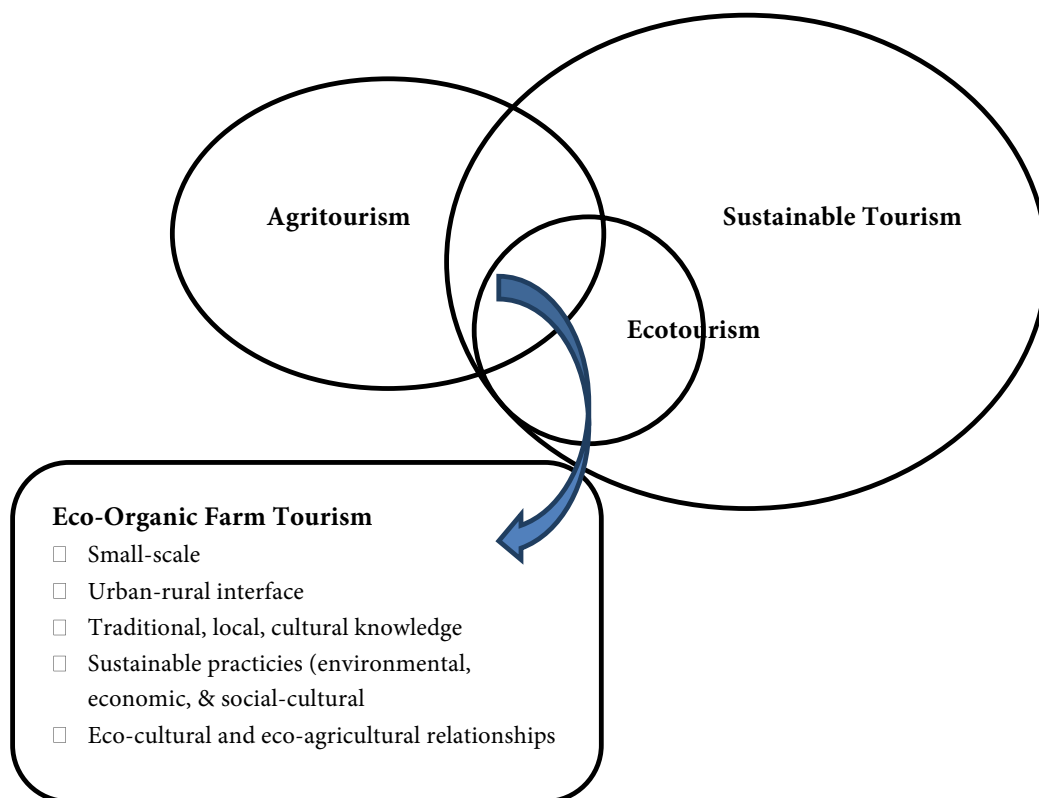 Agritourism
Sustainable Tourism
Ecotourism
Eco-Organic Farm Tourism
Small-scale
Urban-rural interface
Traditional, local, cultural knowledge
Sustainable practicies (environmental,
economic, & social-cultural
Eco-cultural and eco-agricultural relationships